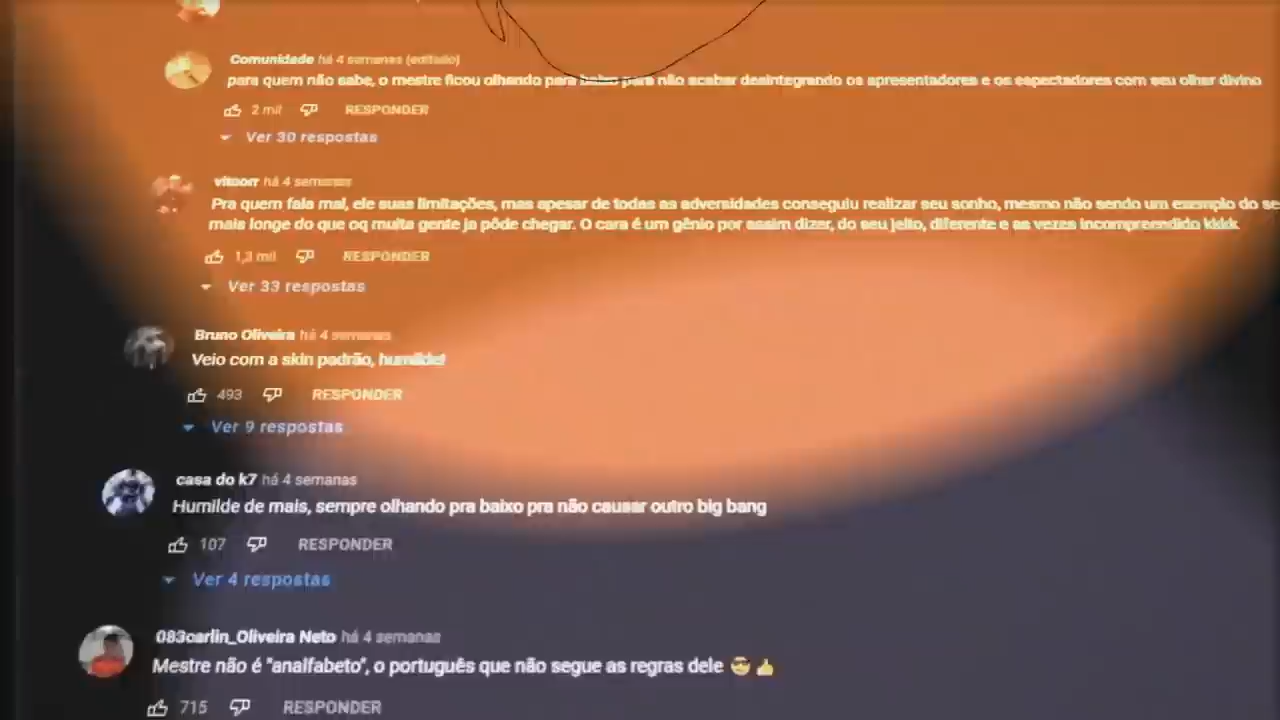 Comunidade há 4 semanas (editado)
para quem não sabe, o mestre ficou olhando para baixo para não acabar desintegrando os apresentadores e os espectadores com seu olhar divino
2 mil RESPONDER
Ver 30 respostas
vitaorr há 4 semanas
Pra quem fala mal, ele suas limitações, mas apesar de todas as adversidades conseguiu realizar seu sonho, mesmo não sendo um exemplo do se
mais longe do que oq muita gente ja pôde chegar. O cara é um gênio por assim dizer, do seu jeito, diferente e as vezes incompreendido kkkk
1,3 mil RESPONDER
Ver 33 respostas
Bruno Oliveira há 4 semanas
Veio com a skin padrão, humilde!
493 RESPONDER
Ver 9 respostas
casa do k7 há 4 semanas
Humilde de mais, sempre olhando pra baixo pra não causar outro big bang
107 RESPONDER
Ver 4 respostas
083carlin_Oliveira Neto há 4 semanas
Mestre não é "analfabeto", o português que não segue as regras dele 😎👍
715 RESPONDER